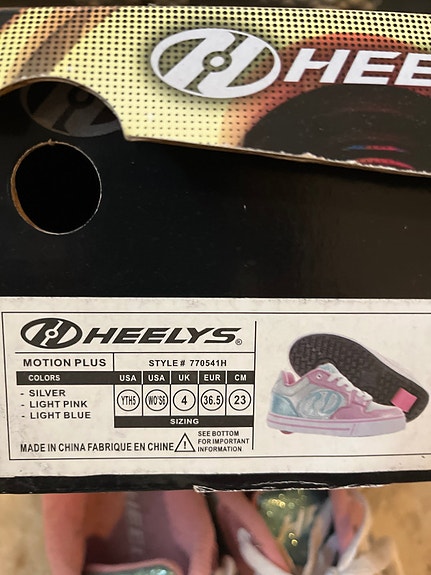 HEE
HEELYS®
MOTION PLUS STYLE # 770541H
COLORS USA USA UK EUR CM
- SILVER
- LIGHT PINK
- LIGHT BLUE
YTH5 WO'S6 4 36.5 23
SIZING
MADE IN CHINA FABRIQUE EN CHINE
SEE BOTTOM
FOR IMPORTANT
INFORMATION